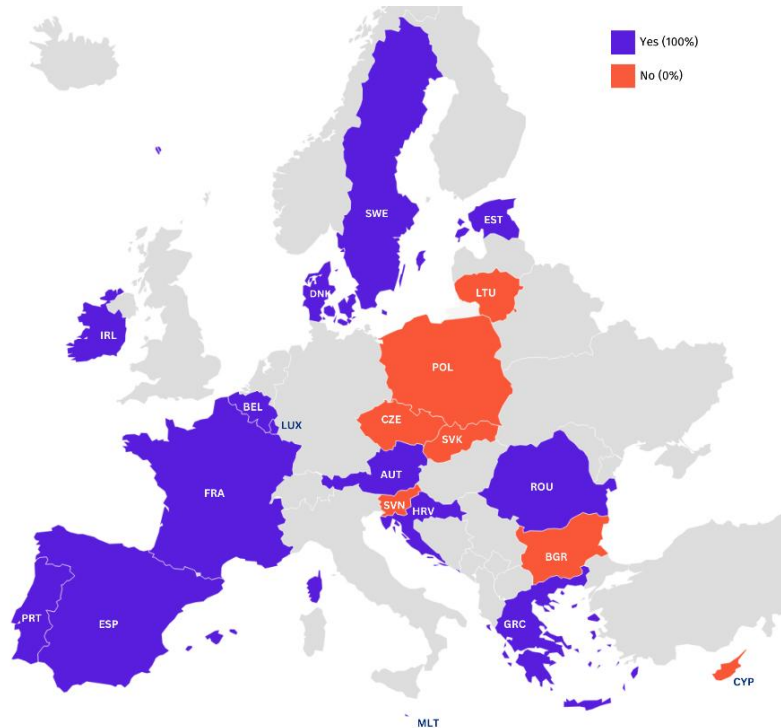 Yes (100%)
No (0%)
SWE
EST
DNK
LTU
IRL
POL
BEL
LUX
CZE
SVK
AUT
FRA
ROU
SVN
HRV
BGR
PRT
ESP
GRC
CYP
MLT